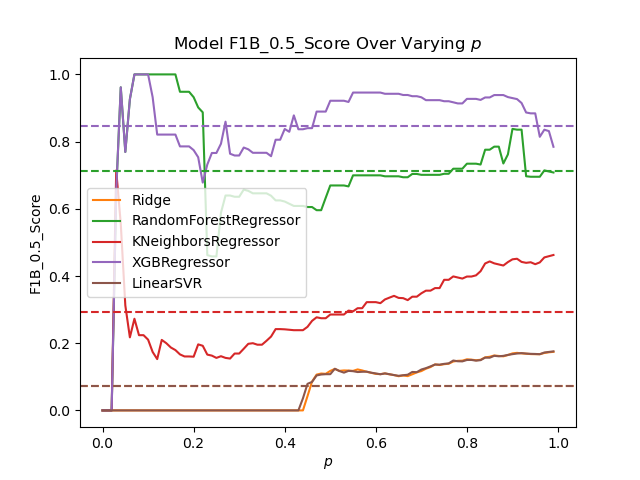 Model F1B_0.5_Score Over Varying p
F1B_0.5_Score
1.0
0.8
0.6
0.4
0.2
0.0
Ridge
RandomForestRegressor
KNeighborsRegressor
XGBRegressor
LinearSVR
0.0 0.2 0.4 0.6 0.8 1.0
p